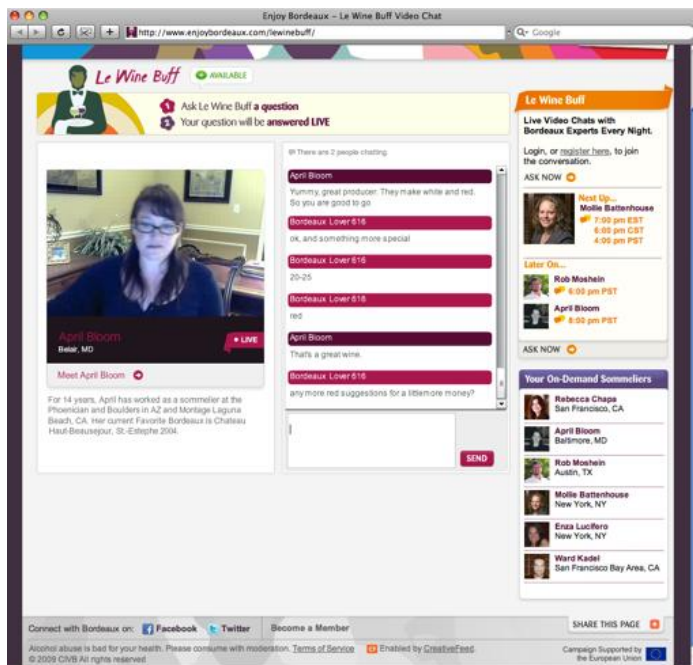 Enjoy Bordeaux – Le Wine Buff Video Chat
http://www.enjoybordeaux.com/lewinebuff/
Google
Le Wine Buff
AVAILABLE
1 Ask Le Wine Buff a question
2 Your question will be answered LIVE
There are 2 people chatting.
April Bloom
Yummy, great producer. They make white and red.
So you are good to go
Bordeaux Lover 616
ok, and something more special
Bordeaux Lover 616
20-25
Bordeaux Lover 616
red
April Bloom
That's a great wine.
Bordeaux Lover 616
any more red suggestions for a littlemore money?
SEND
April Bloom
Belair, MD
LIVE
Meet April Bloom
For 14 years, April has worked as a sommelier at the
Phoenician and Boulders in AZ and Montage Laguna
Beach, CA. Her current Favorite Bordeaux is Chateau
Haut-Beausejour, St.-Estephe 2004.
Le Wine Buff
Live Video Chats with
Bordeaux Experts Every Night.
Login, or register here, to join
the conversation.
ASK NOW
Next Up...
Mollie Battenhouse
7:00 pm EST
6:00 pm CST
4:00 pm PST
Later On...
Rob Moshein
6:00 pm PST
April Bloom
8:00 pm PST
ASK NOW
Your On-Demand Sommeliers
Rebecca Chapa
San Francisco, CA
April Bloom
Baltimore, MD
Rob Moshein
Austin, TX
Mollie Battenhouse
New York, NY
Enza Lucifero
New York, NY
Ward Kadel
San Francisco Bay Area, CA
Connect with Bordeaux on: Facebook Twitter Become a Member
SHARE THIS PAGE
Alcohol abuse is bad for your health. Please consume with moderation. Terms of Service Enabled by CreativeFeed.
© 2009 CIVB All rights reserved
Campaign Supported by
the European Union